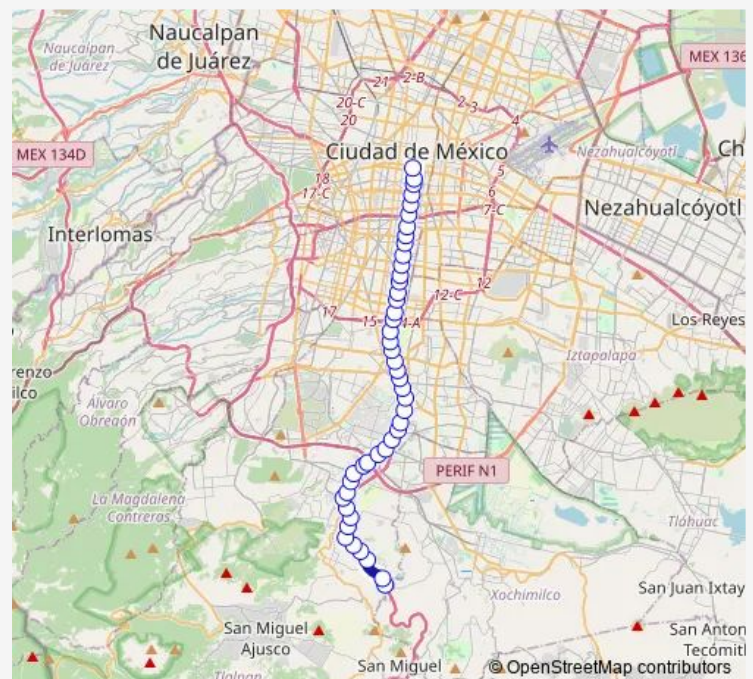 Naucalpan
de Juárez
Naucalpan
de Juárez
MEX 136
21
2-B
20-C
20
2
3
4
MEX 134D
Ciudad de México
Nezahualcóyotl
Ch
18
17-C
5
6
7-C
Nezahualcóyotl
Interlomas
12
12-C
17
15
1-A
Los Reyes
Iztapalapa
renzo
ilco
Álvaro
Obregón
PERIF N1
La Magdalena
Contreras
Tláhuac
Xochimilco
San Juan Ixtay
San Miguel
Ajusco
San Anton
Tecómitl
Tlalpan
San Miguel
© OpenStreetMap contributors